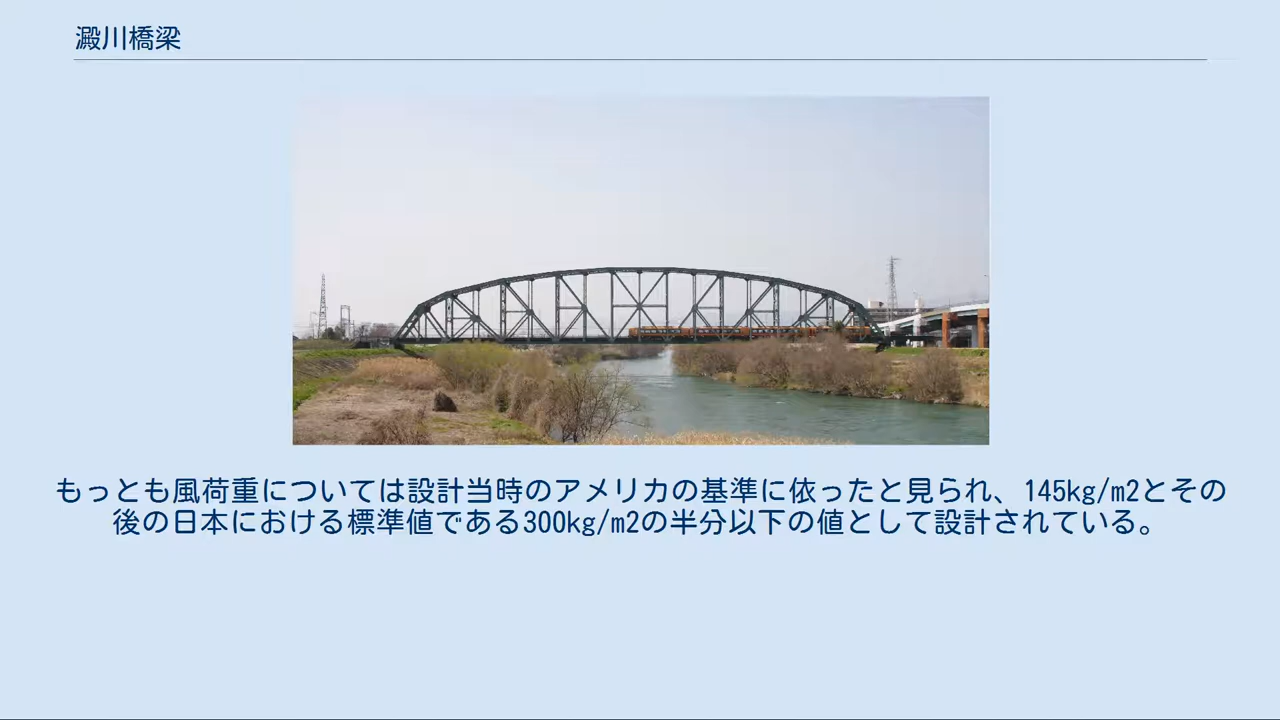 澱川橋梁
もっとも風荷重については設計当時のアメリカの基準に依ったと見られ、145kg/m2とその
後の日本における標準値である300kg/m2の半分以下の値として設計されている。